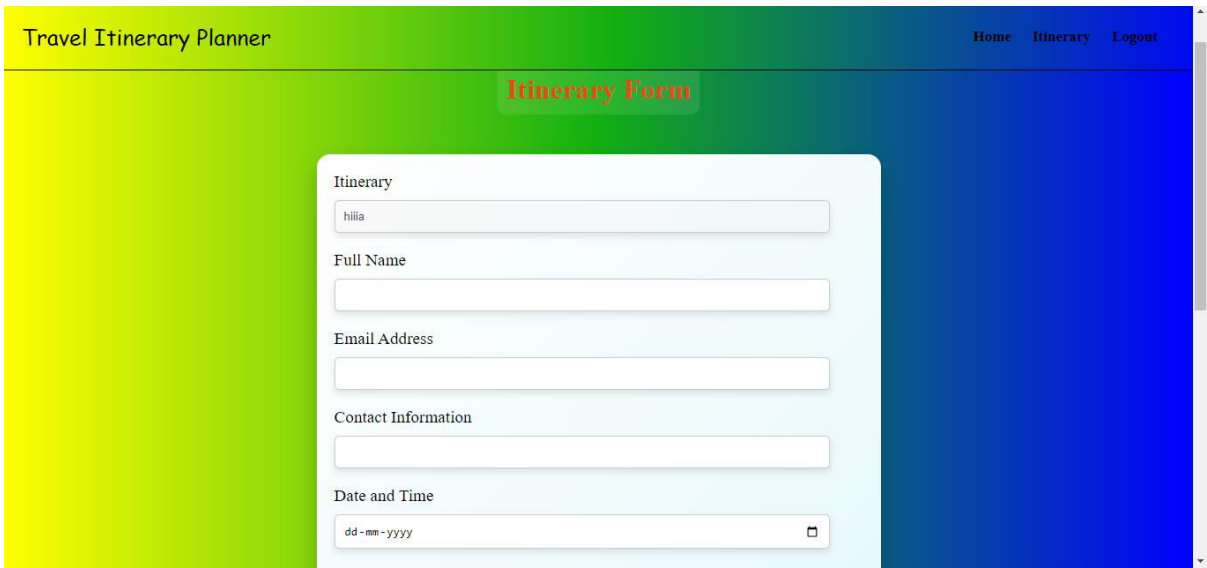 Travel Itinerary Planner
Home Itinerary Logout
Itinerary Form
Itinerary
hiiia
Full Name
Email Address
Contact Information
Date and Time
dd-mm-yyyy